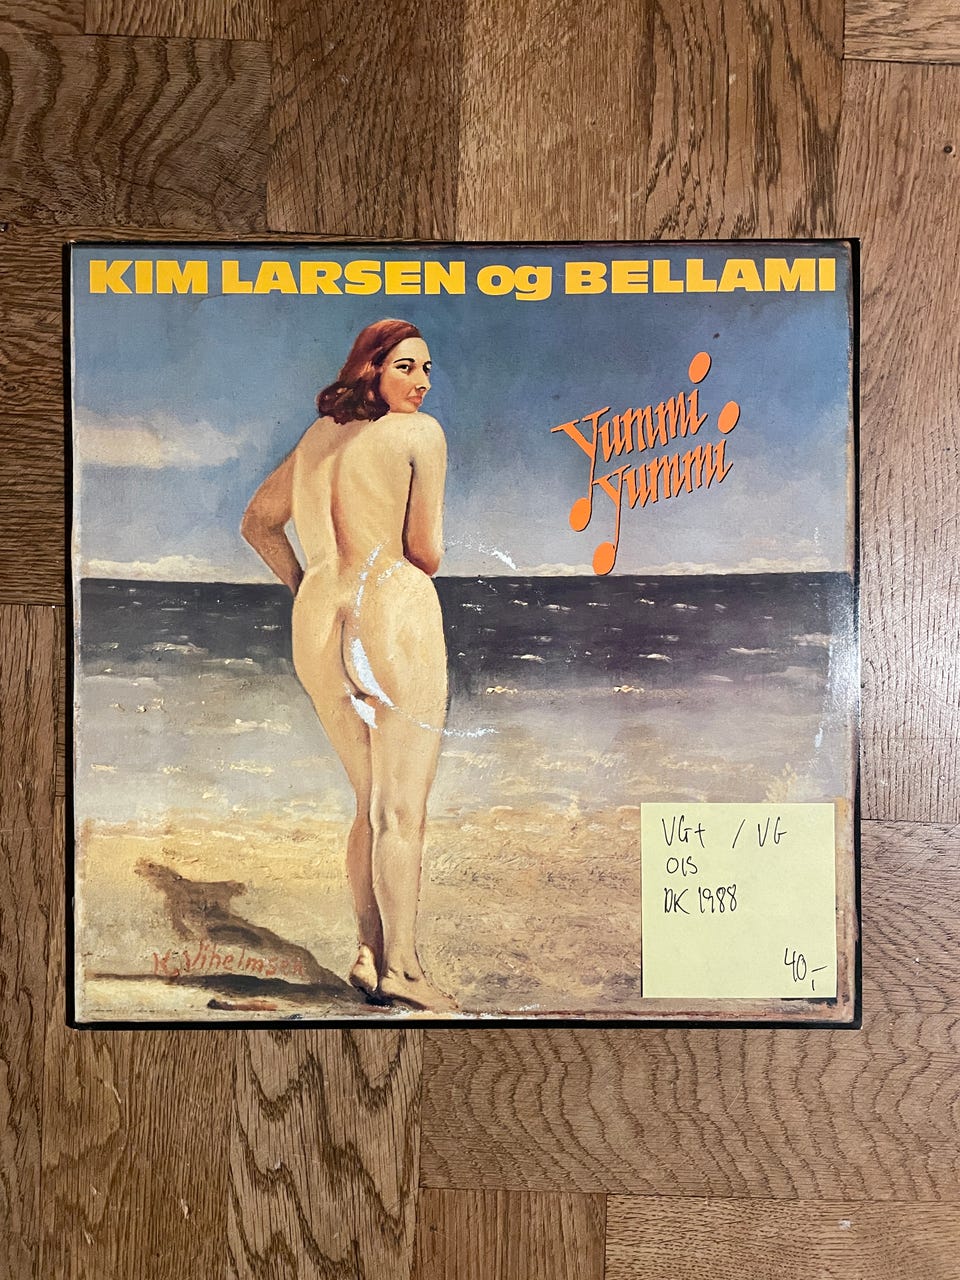 KIM LARSEN og BELLAMI
Yummi
Yummi
VG+ / VG
OIS
DK 1988
40,-
K. Vilhelmsen